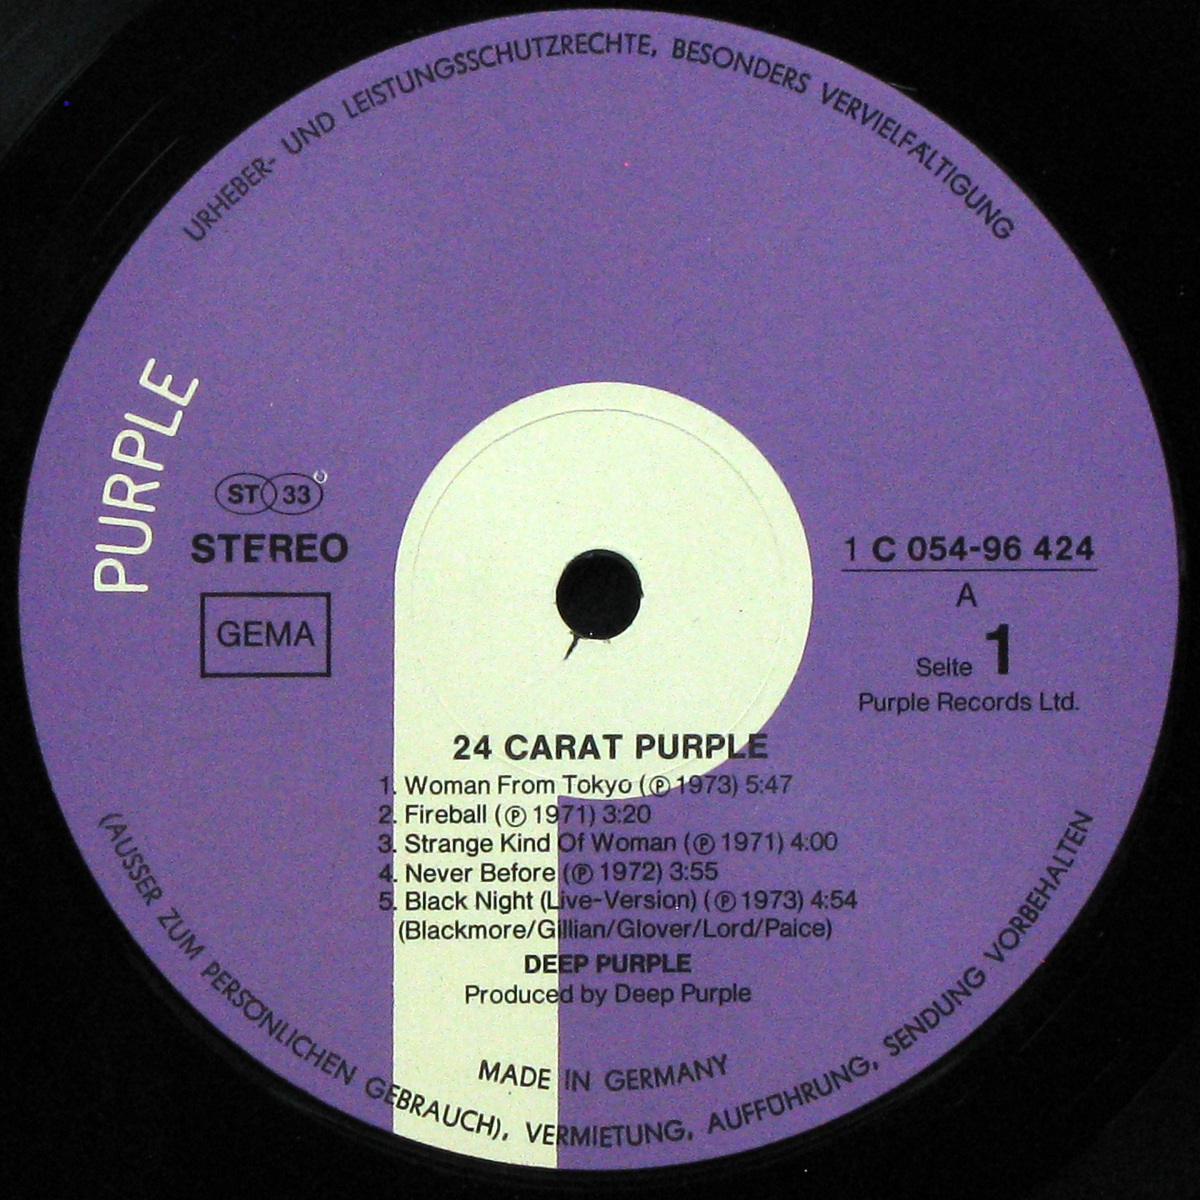 URHEBER- UND LEISTUNGSSCHUTZRECHTE, BESONDERS VERVIELFÄLTIGUNG
(AUSSER ZUM PERSÖNLICHEN GEBRAUCH), VERMIETUNG, AUFFÜHRUNG, SENDUNG VORBEHALTEN
PURPLE
ST 33
STEREO
GEMA
1 C 054-96 424
A
Seite 1
Purple Records Ltd.
24 CARAT PURPLE
1. Woman From Tokyo (℗ 1973) 5:47
2. Fireball (℗ 1971) 3:20
3. Strange Kind Of Woman (℗ 1971) 4:00
4. Never Before (℗ 1972) 3:55
5. Black Night (Live-Version) (℗ 1973) 4:54
(Blackmore/Gillian/Glover/Lord/Paice)
DEEP PURPLE
Produced by Deep Purple
MADE IN GERMANY